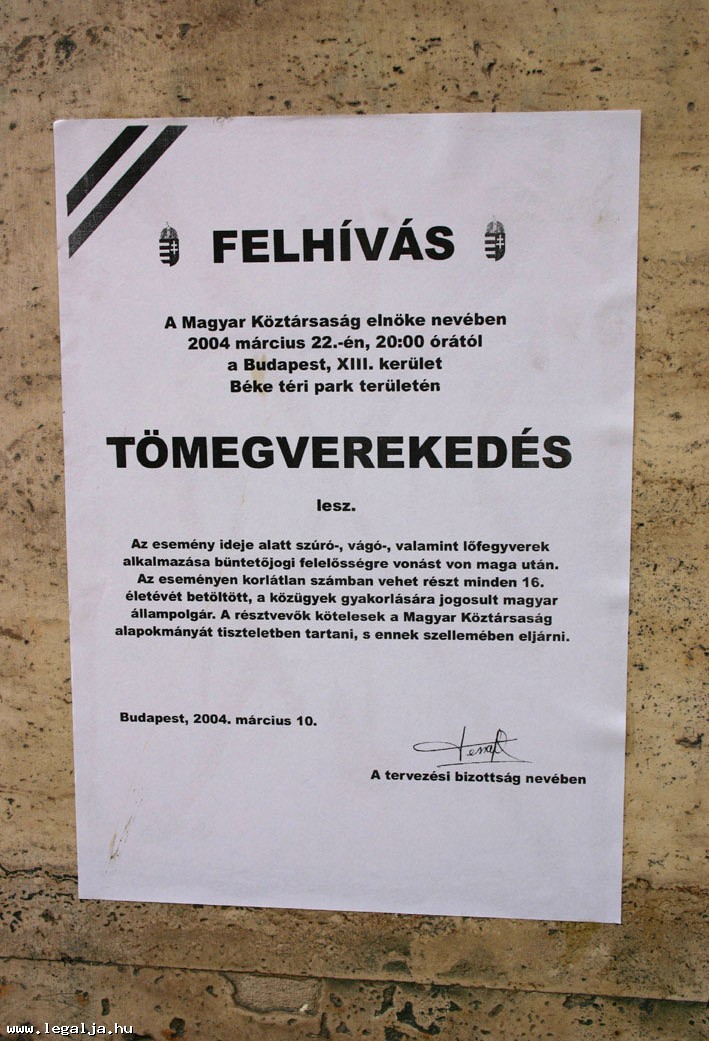 FELHÍVÁS
A Magyar Köztársaság elnöke nevében
2004 március 22.-én, 20:00 órától
a Budapest, XIII. kerület
Béke téri park területén
TÖMEGVEREKEDÉS
lesz.
Az esemény ideje alatt szúró-, vágó-, valamint lőfegyverek
alkalmazása büntetőjogi felelősségre vonást von maga után.
Az eseményen korlátlan számban vehet részt minden 16.
életévét betöltött, a közügyek gyakorlására jogosult magyar
állampolgár. A résztvevők kötelesek a Magyar Köztársaság
alapokmányát tiszteletben tartani, s ennek szellemében eljárni.
Budapest, 2004. március 10.
A tervezési bizottság nevében
www.legalja.hu